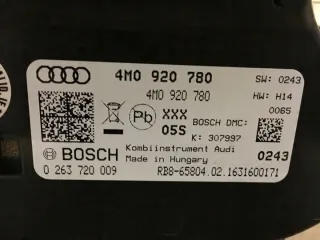 4M0 920 780
SW: 0243
4M0 920 780
HW: H14
0065
Pb
XXX
05S
BOSCH DMC:
K: 307997
BOSCH
Kombiinstrument Audi
Made in Hungary
0243
0 263 720 009
RB8-65804.02.1631600171